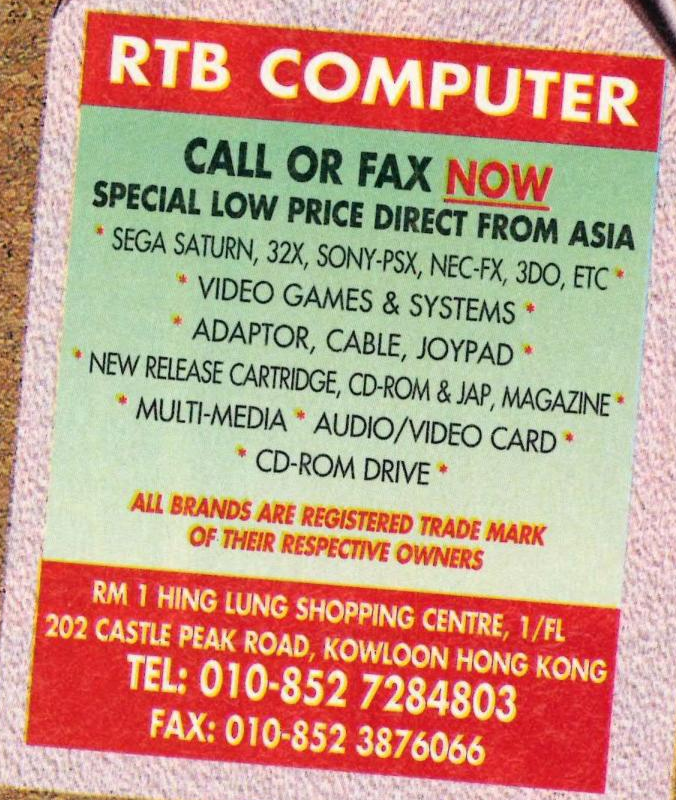 RTB COMPUTER
CALL OR FAX NOW
SPECIAL LOW PRICE DIRECT FROM ASIA
* SEGA SATURN, 32X, SONY-PSX, NEC-FX, 3DO, ETC *
* VIDEO GAMES & SYSTEMS *
* ADAPTOR, CABLE, JOYPAD *
* NEW RELEASE CARTRIDGE, CD-ROM & JAP, MAGAZINE *
* MULTI-MEDIA * AUDIO/VIDEO CARD *
* CD-ROM DRIVE *
ALL BRANDS ARE REGISTERED TRADE MARK
OF THEIR RESPECTIVE OWNERS
RM 1 HING LUNG SHOPPING CENTRE, 1/FL
202 CASTLE PEAK ROAD, KOWLOON HONG KONG
TEL: 010-852 7284803
FAX: 010-852 3876066